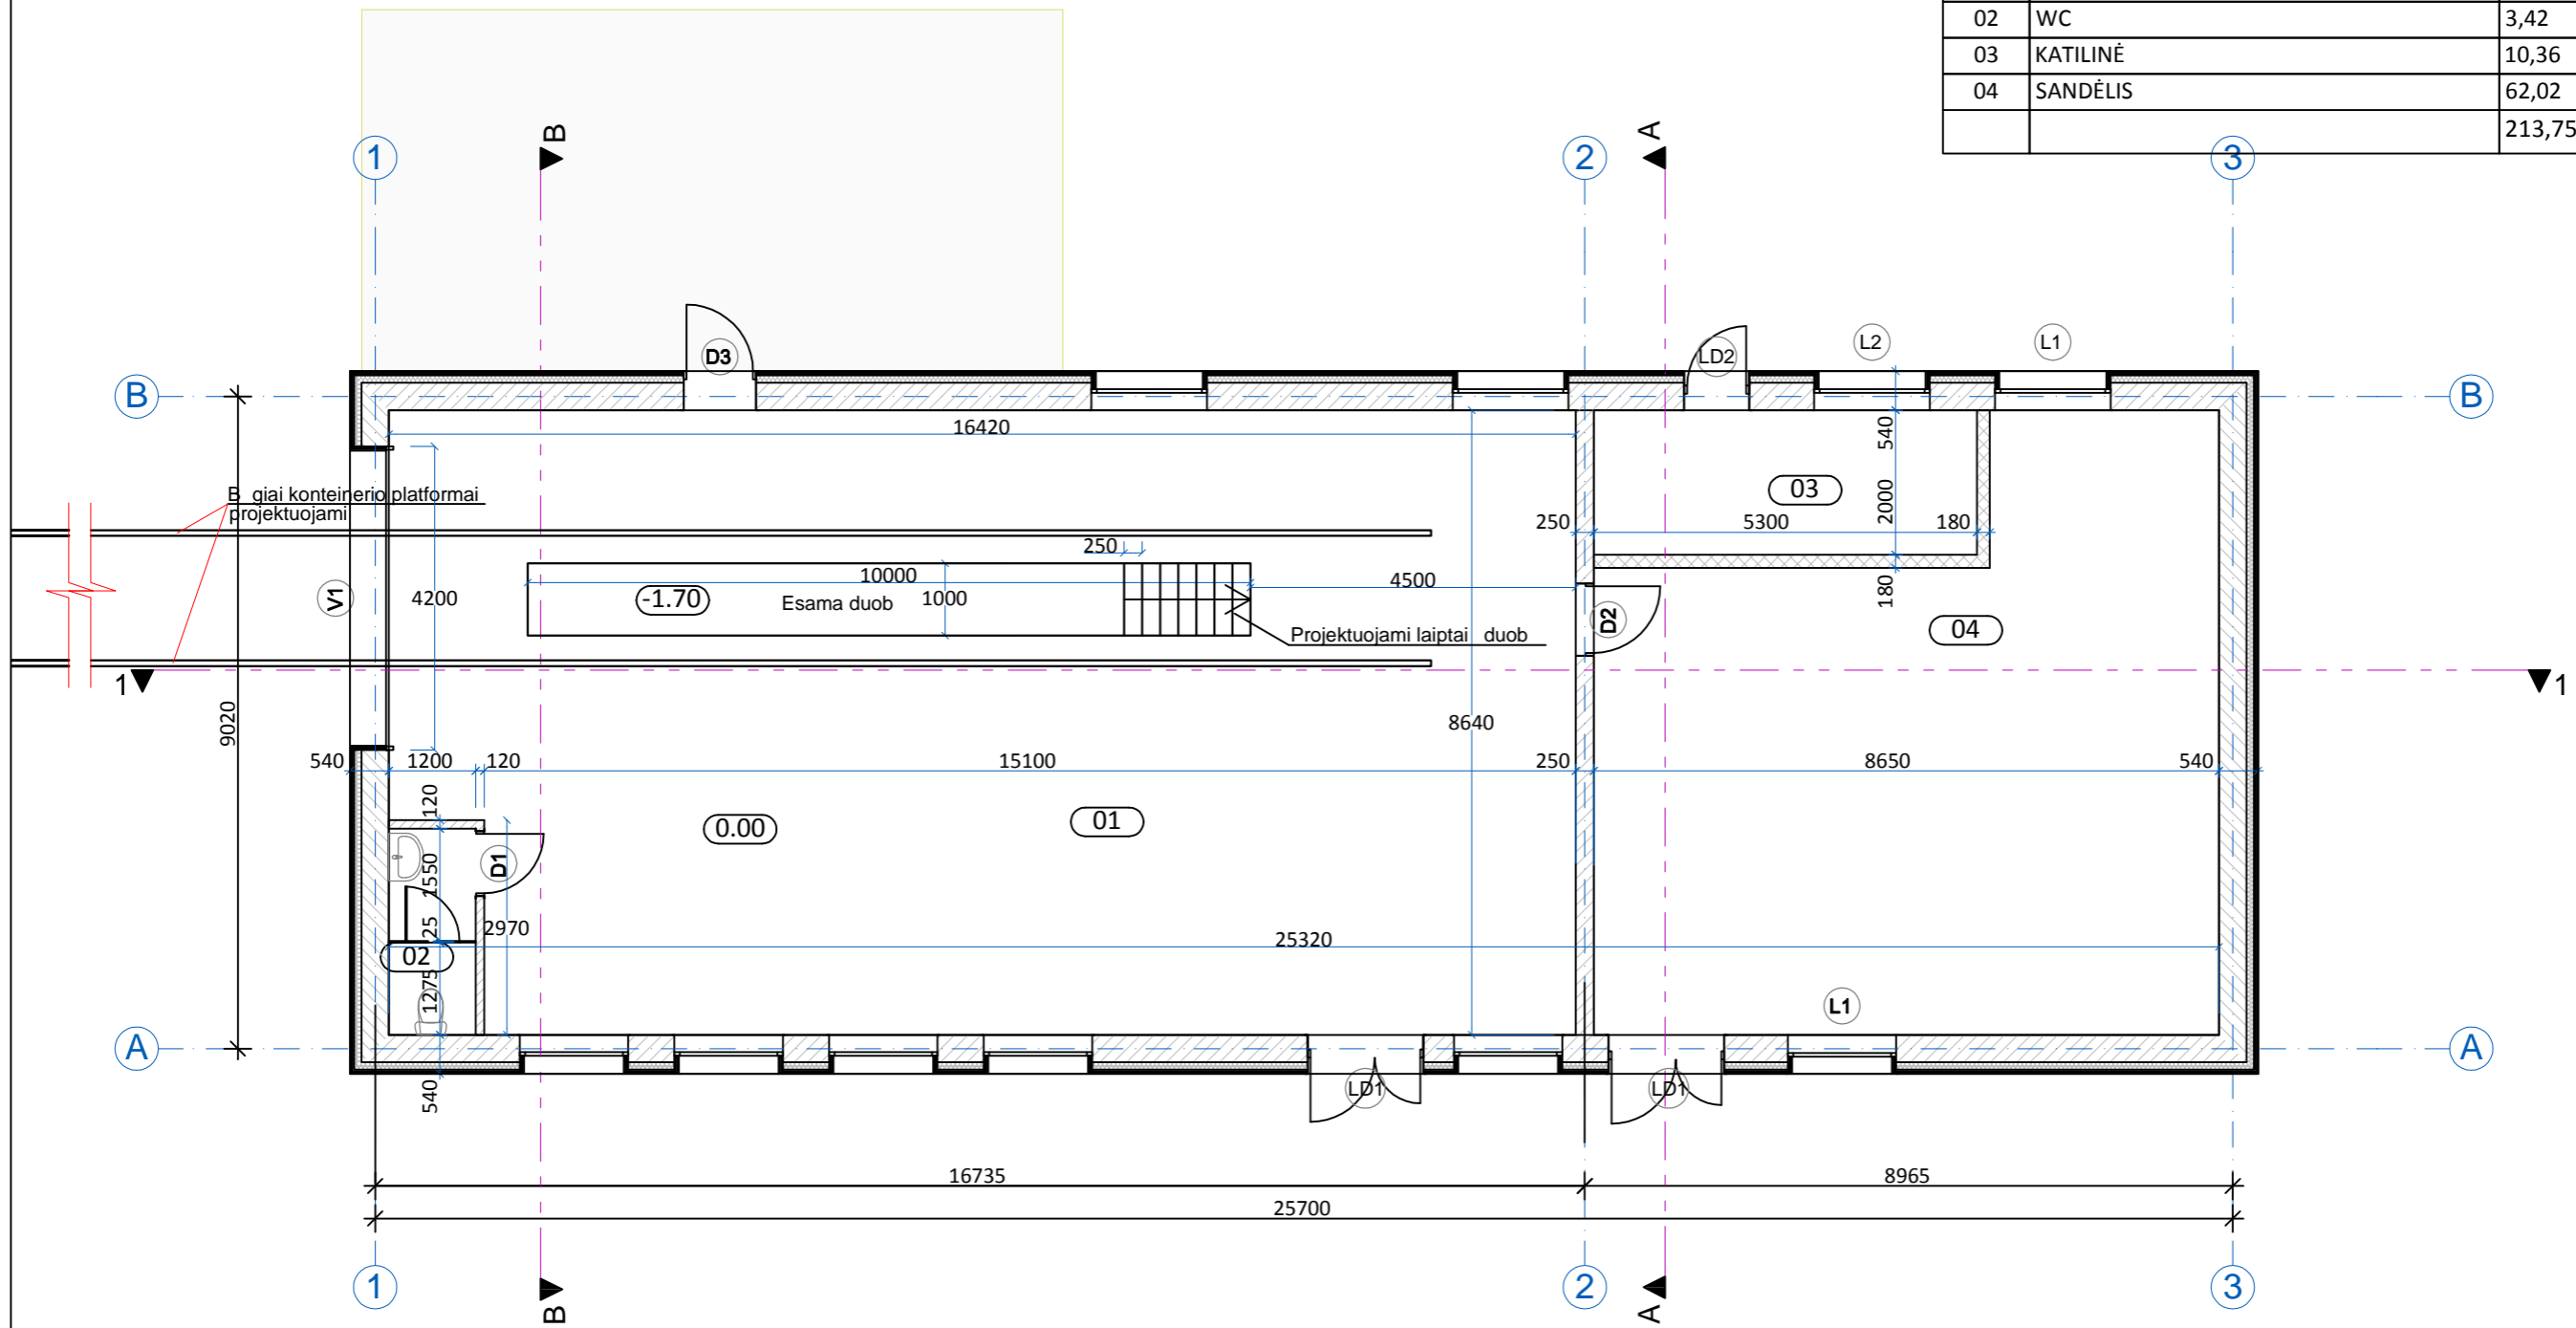 02 WC 3,42
03 KATILINĖ 10,36
04 SANDĖLIS 62,02
213,75
1
B
2
A
3
D3
LD2
L2
L1
B
B
16420
540
B giai konteinerio platformai
projektuojami
03
250
5300
2000
180
250
10000
4500
V1
4200
-1.70
Esama duob
1000
180
D2
04
Projektuojami laiptai duob
1
1
9020
8640
540
1200
120
15100
250
8650
540
120
0.00
01
1550
D1
25
2970
25320
02
1275
L1
A
A
540
LD1
LD1
16735
8965
25700
1
B
2
A
3